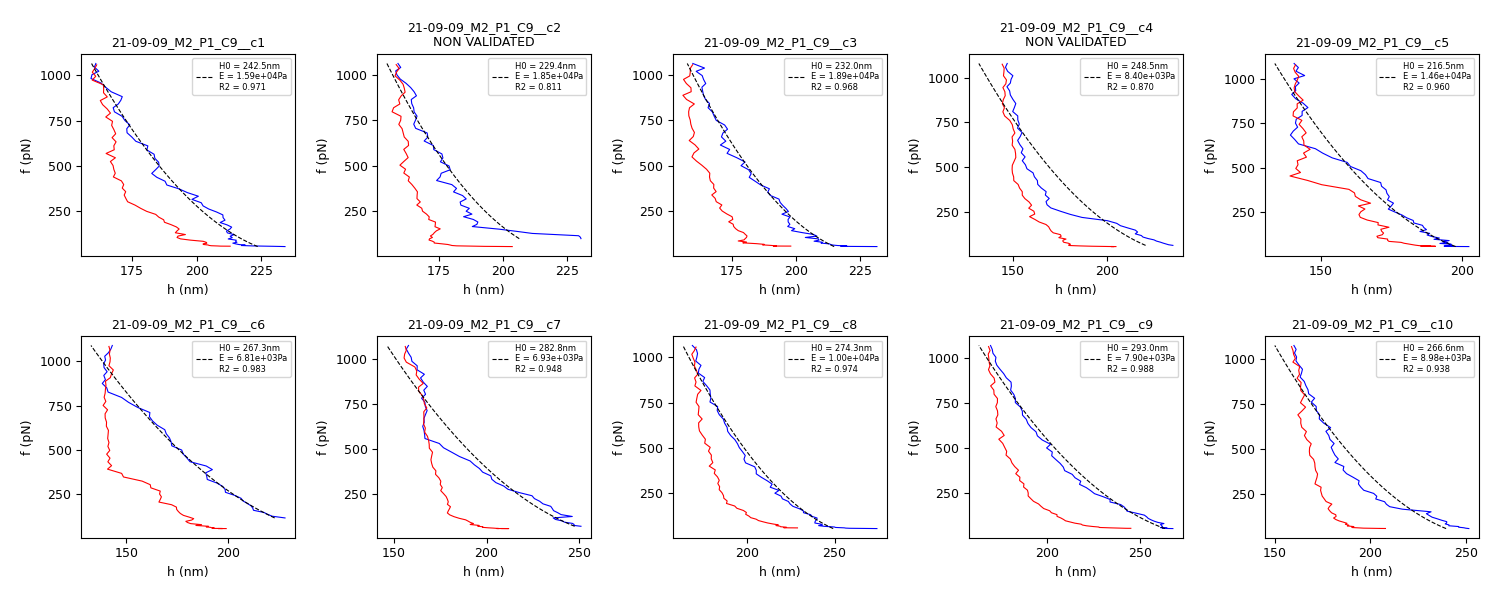 21-09-09_M2_P1_C9__c1
H0 = 242.5nm
E = 1.59e+04Pa
R2 = 0.971
1000
750
500
250
f (pN)
175
200
225
h (nm)
21-09-09_M2_P1_C9__c2
NON VALIDATED
H0 = 229.4nm
E = 1.85e+04Pa
R2 = 0.811
1000
750
500
250
f (pN)
175
200
225
h (nm)
21-09-09_M2_P1_C9__c3
H0 = 232.0nm
E = 1.89e+04Pa
R2 = 0.968
1000
750
500
250
f (pN)
175
200
225
h (nm)
21-09-09_M2_P1_C9__c4
NON VALIDATED
H0 = 248.5nm
E = 8.40e+03Pa
R2 = 0.870
1000
750
500
250
f (pN)
150
200
h (nm)
21-09-09_M2_P1_C9__c5
H0 = 216.5nm
E = 1.46e+04Pa
R2 = 0.960
1000
750
500
250
f (pN)
150
200
h (nm)
21-09-09_M2_P1_C9__c6
H0 = 267.3nm
E = 6.81e+03Pa
R2 = 0.983
1000
750
500
250
f (pN)
150
200
h (nm)
21-09-09_M2_P1_C9__c7
H0 = 282.8nm
E = 6.93e+03Pa
R2 = 0.948
1000
750
500
250
f (pN)
150
200
250
h (nm)
21-09-09_M2_P1_C9__c8
H0 = 274.3nm
E = 1.00e+04Pa
R2 = 0.974
1000
750
500
250
f (pN)
200
250
h (nm)
21-09-09_M2_P1_C9__c9
H0 = 293.0nm
E = 7.90e+03Pa
R2 = 0.988
1000
750
500
250
f (pN)
200
250
h (nm)
21-09-09_M2_P1_C9__c10
H0 = 266.6nm
E = 8.98e+03Pa
R2 = 0.938
1000
750
500
250
f (pN)
150
200
250
h (nm)